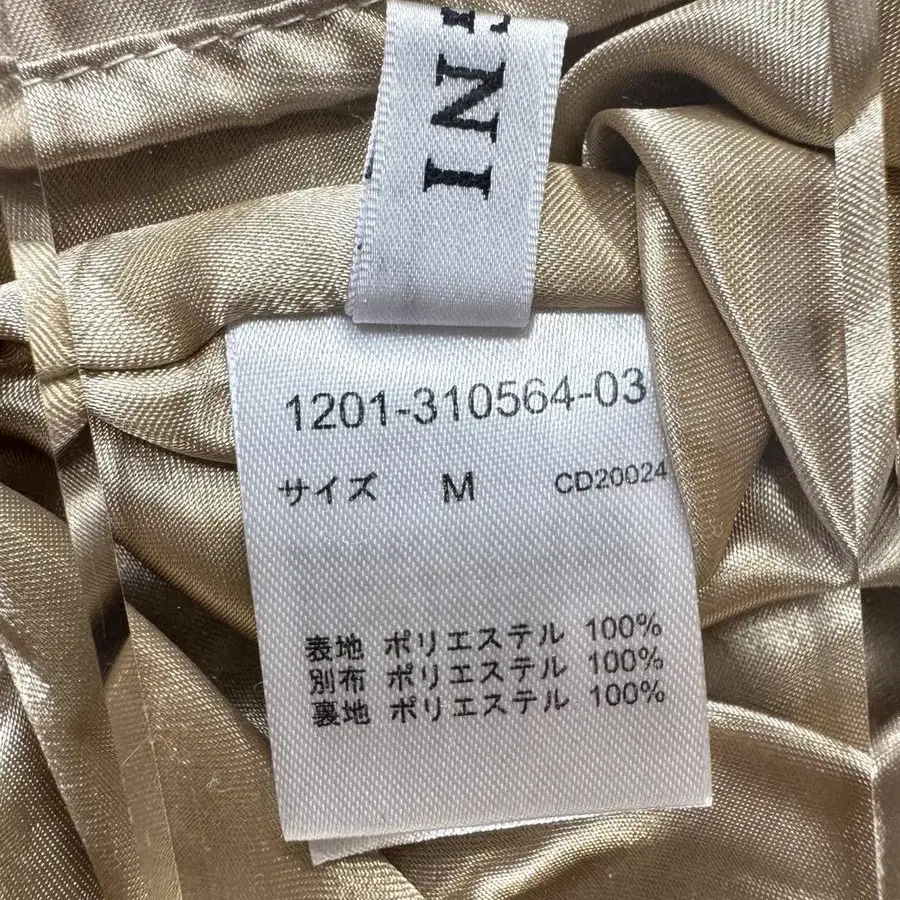 ENI
1201-310564-03
サイズ M CD20024
表地 ポリエステル 100%
別布 ポリエステル 100%
裏地 ポリエステル 100%